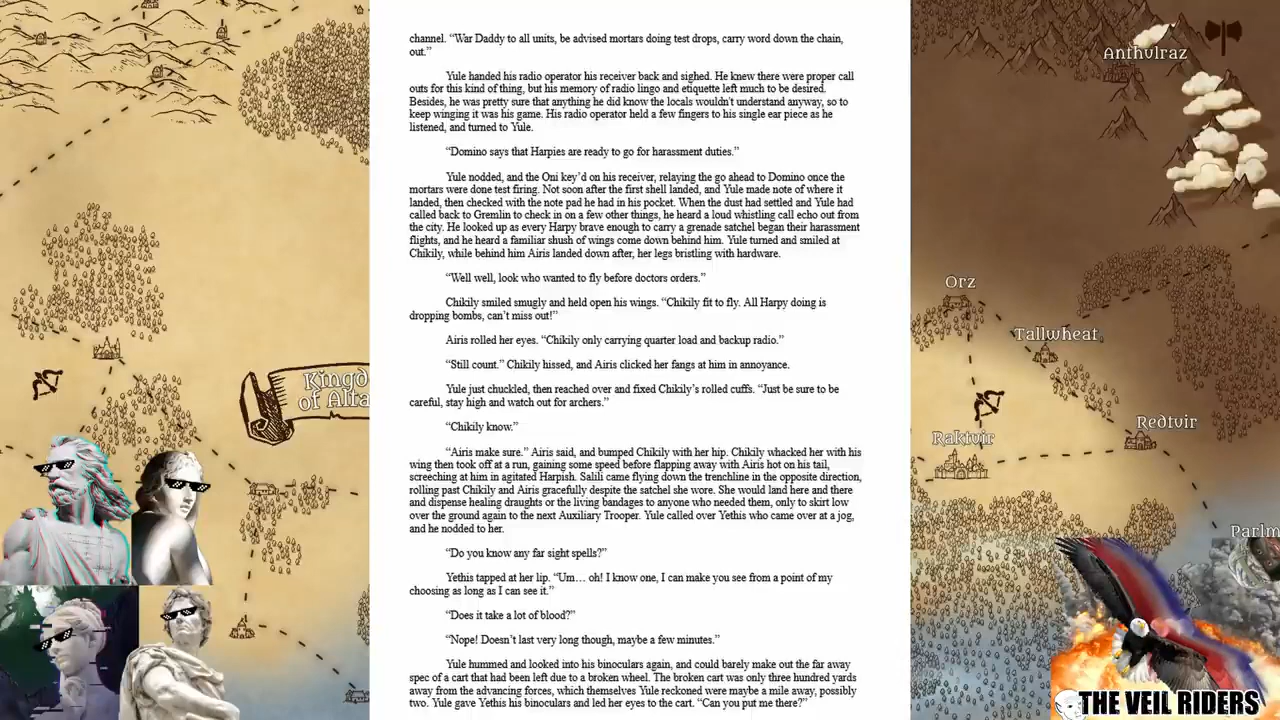 channel. “War Daddy to all units, be advised mortars doing test drops, carry word down the chain,
out.”
Yule handed his radio operator his receiver back and sighed. He knew there were proper call
outs for this kind of thing, but his memory of radio lingo and etiquette left much to be desired.
Besides, he was pretty sure that anything he did know the locals wouldn't understand anyway, so to
keep winging it was his game. His radio operator held a few fingers to his single ear piece as he
listened, and turned to Yule.
“Domino says that Harpies are ready to go for harassment duties.”
Yule nodded, and the Oni key’d on his receiver, relaying the go ahead to Domino once the
mortars were done test firing. Not soon after the first shell landed, and Yule made note of where it
landed, then checked with the note pad he had in his pocket. When the dust had settled and Yule had
called back to Gremlin to check in on a few other things, he heard a loud whistling call echo out from
the city. He looked up as every Harpy brave enough to carry a grenade satchel began their harassment
flights, and he heard a familiar shush of wings come down behind him. Yule turned and smiled at
Chikily, while behind him Airis landed down after, her legs bristling with hardware.
“Well well, look who wanted to fly before doctors orders.”
Chikily smiled smugly and held open his wings. “Chikily fit to fly. All Harpy doing is
dropping bombs, can’t miss out!”
Airis rolled her eyes. “Chikily only carrying quarter load and backup radio.”
“Still count.” Chikily hissed, and Airis clicked her fangs at him in annoyance.
Yule just chuckled, then reached over and fixed Chikily’s rolled cuffs. “Just be sure to be
careful, stay high and watch out for archers.”
“Chikily know.”
“Airis make sure.” Airis said, and bumped Chikily with her hip. Chikily whacked her with his
wing then took off at a run, gaining some speed before flapping away with Airis hot on his tail,
screeching at him in agitated Harpish. Salili came flying down the trenchline in the opposite direction,
rolling past Chikily and Airis gracefully despite the satchel she wore. She would land here and there
and dispense healing draughts or the living bandages to anyone who needed them, only to skirt low
over the ground again to the next Auxiliary Trooper. Yule called over Yethis who came over at a jog,
and he nodded to her.
“Do you know any far sight spells?”
Yethis tapped at her lip. “Um… oh! I know one, I can make you see from a point of my
choosing as long as I can see it.”
“Does it take a lot of blood?”
“Nope! Doesn’t last very long though, maybe a few minutes.”
Yule hummed and looked into his binoculars again, and could barely make out the far away
spec of a cart that had been left due to a broken wheel. The broken cart was only three hundred yards
away from the advancing forces, which themselves Yule reckoned were maybe a mile away, possibly
two. Yule gave Yethis his binoculars and led her eyes to the cart. “Can you put me there?”
Kingd
of Alta
Anthulraz
Orz
Tallwheat
Redtvir
Raktvir
Parlm
THE VEIL RIDERS